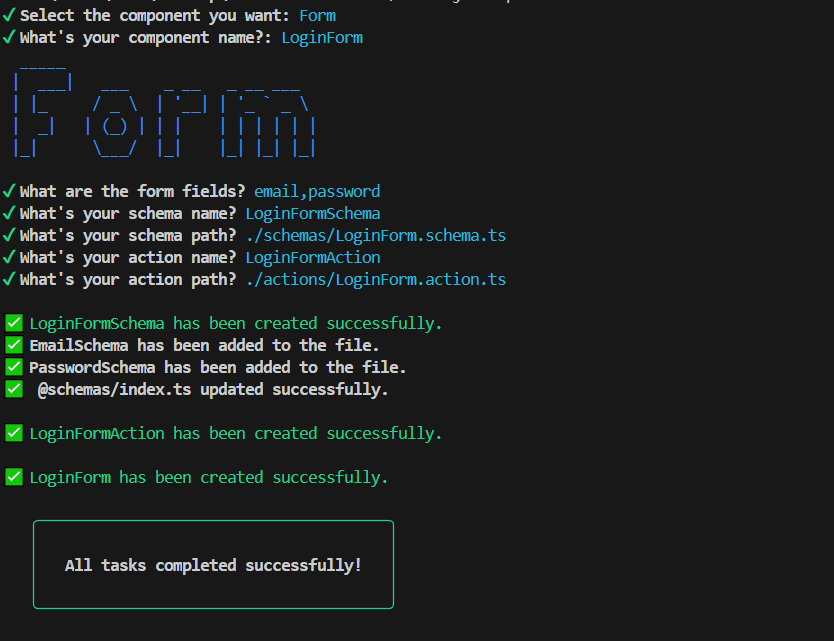 ✓ Select the component you want: Form
✓ What's your component name?: LoginForm
Form
✓ What are the form fields? email,password
✓ What's your schema name? LoginFormSchema
✓ What's your schema path? ./schemas/LoginForm.schema.ts
✓ What's your action name? LoginFormAction
✓ What's your action path? ./actions/LoginForm.action.ts
✅ LoginFormSchema has been created successfully.
✅ EmailSchema has been added to the file.
✅ PasswordSchema has been added to the file.
✅ @schemas/index.ts updated successfully.
✅ LoginFormAction has been created successfully.
✅ LoginForm has been created successfully.
All tasks completed successfully!